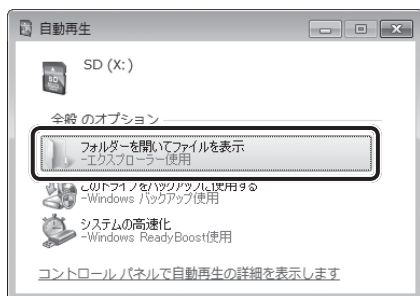 自動再生
SD (X:)
全般 のオプション
フォルダーを開いてファイルを表示
-エクスプローラー使用
このドライブをバックアップに使用する
-Windows バックアップ使用
システムの高速化
-Windows ReadyBoost使用
コントロール パネルで自動再生の詳細を表示します